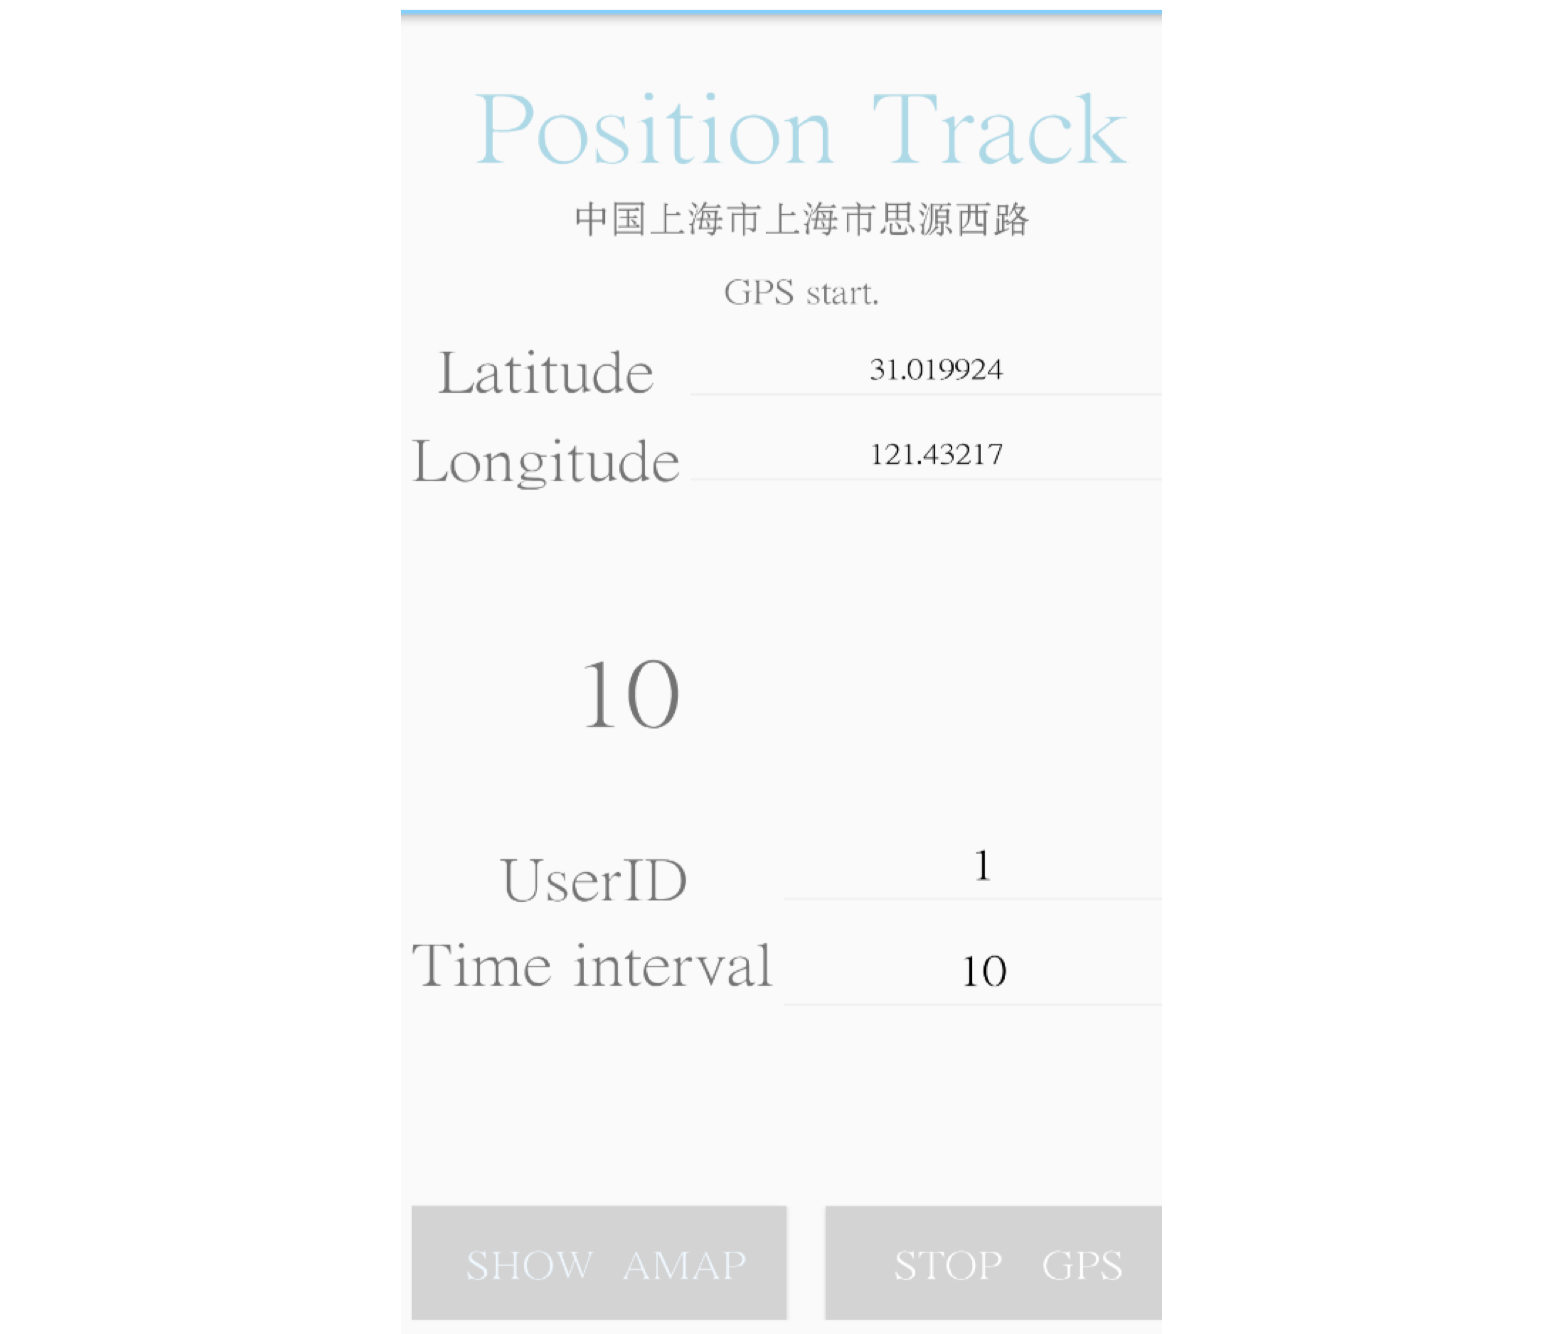 Position Track
中国上海市上海市思源西路
GPS start.
Latitude 31.019924
Longitude 121.43217
10
UserID 1
Time interval 10
SHOW AMAP STOP GPS